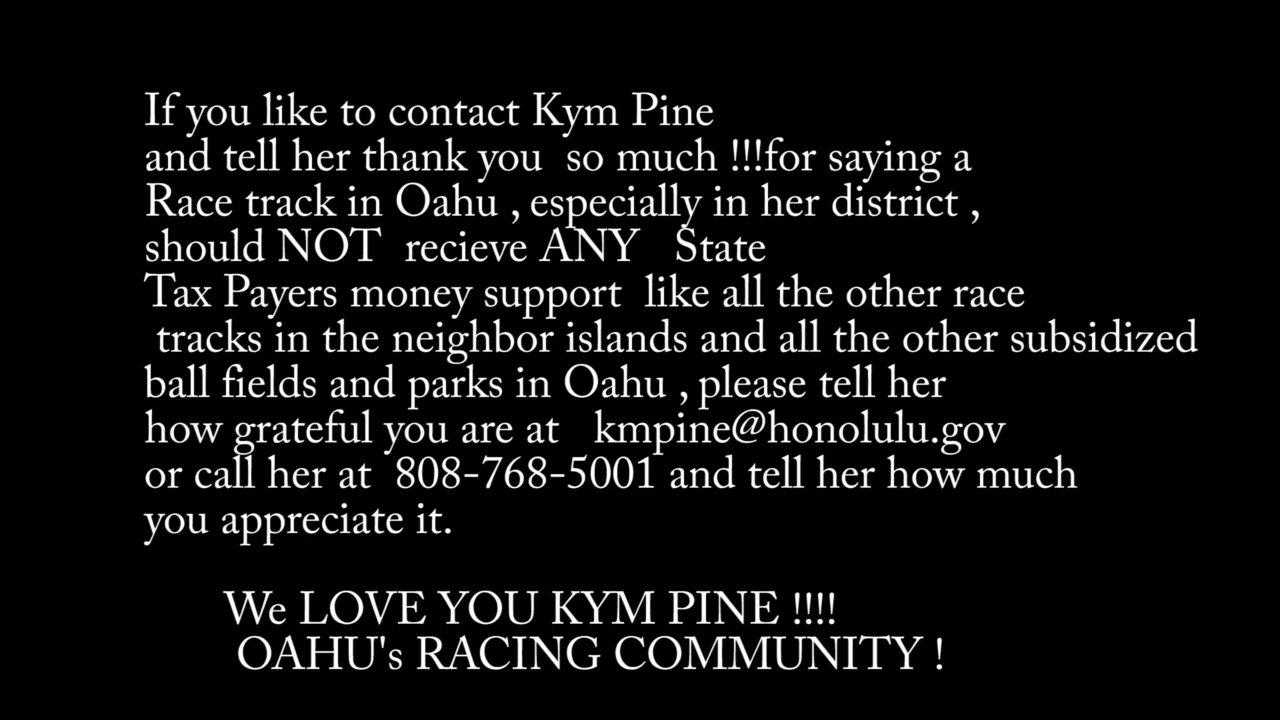 If you like to contact Kym Pine
and tell her thank you so much !!!for saying a
Race track in Oahu , especially in her district ,
should NOT recieve ANY State
Tax Payers money support like all the other race
tracks in the neighbor islands and all the other subsidized
ball fields and parks in Oahu , please tell her
how grateful you are at kmpine@honolulu.gov
or call her at 808-768-5001 and tell her how much
you appreciate it.
We LOVE YOU KYM PINE !!!!
OAHU's RACING COMMUNITY !